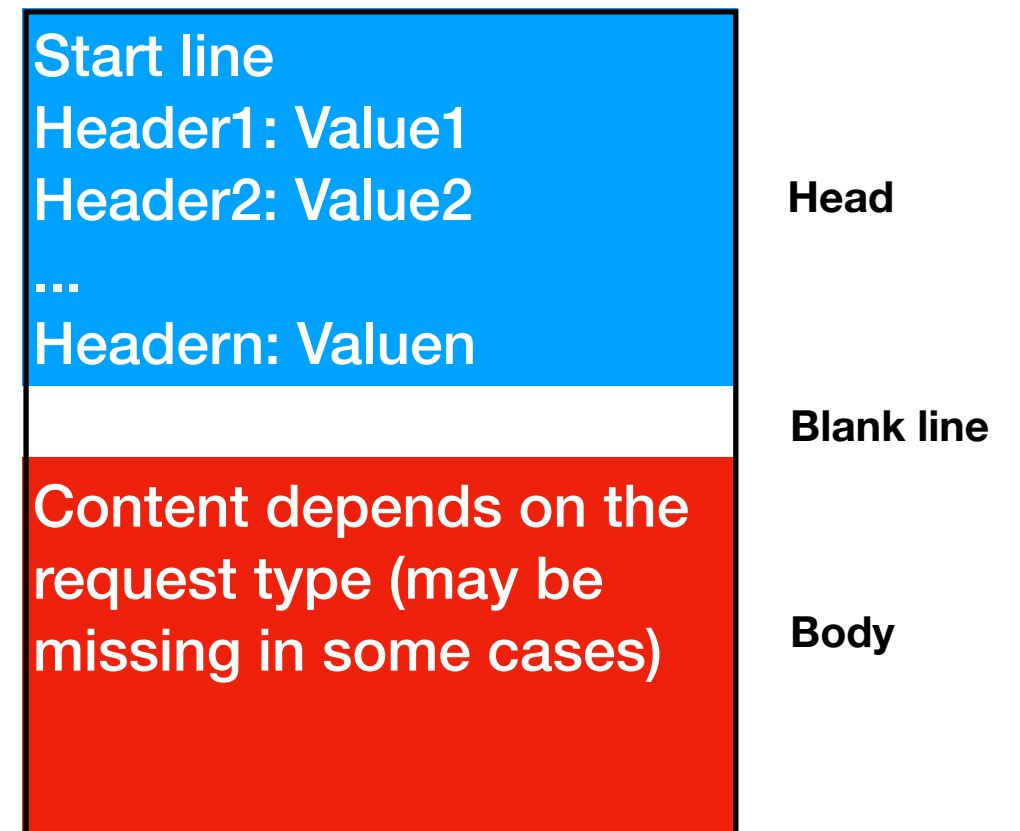 Start line
Header1: Value1
Header2: Value2
...
Headern: Valuen
Head
Blank line
Content depends on the
request type (may be
missing in some cases)
Body